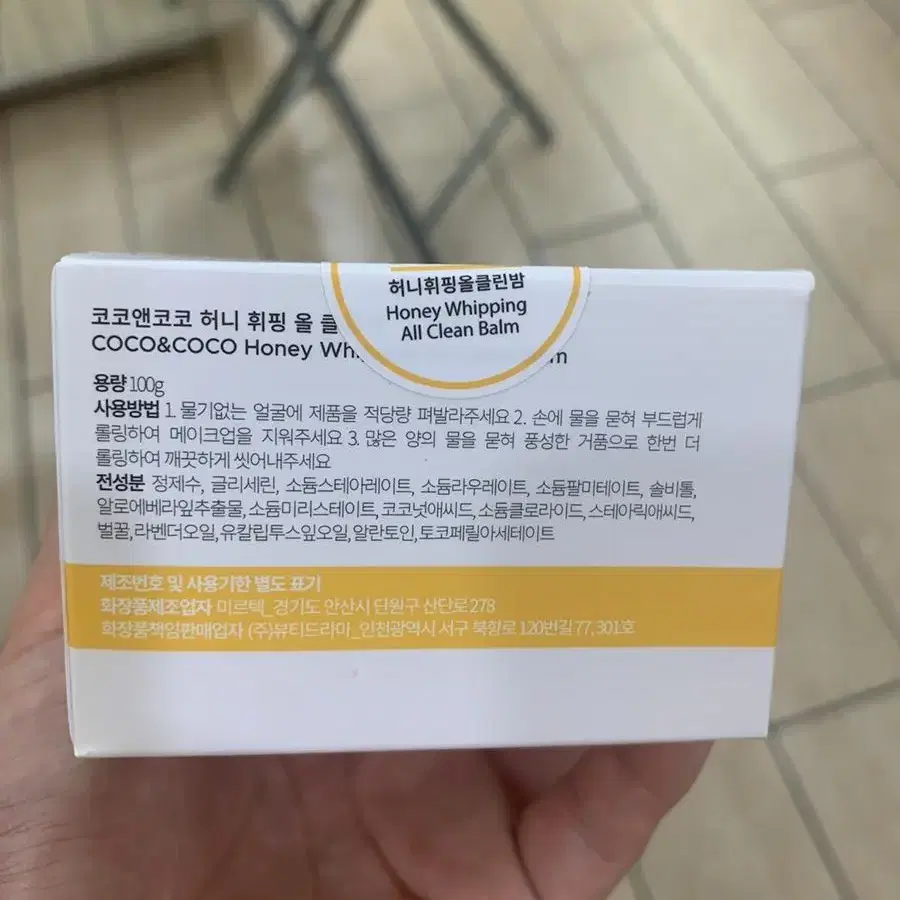 허니휘핑올클린밤
Honey Whipping
All Clean Balm
코코앤코코 허니 휘핑 올 클
COCO&COCO Honey Wh
용량 100g
사용방법 1. 물기없는 얼굴에 제품을 적당량 펴발라주세요 2. 손에 물을 묻혀 부드럽게
롤링하여 메이크업을 지워주세요 3. 많은 양의 물을 묻혀 풍성한 거품으로 한번 더
롤링하여 깨끗하게 씻어내주세요
전성분 정제수, 글리세린, 소듐스테아레이트, 소듐라우레이트, 소듐팔미테이트, 솔비톨,
알로에베라잎추출물, 소듐미리스테이트, 코코넛애씨드, 소듐클로라이드, 스테아릭애씨드,
벌꿀, 라벤더오일, 유칼립투스잎오일, 알란토인, 토코페릴아세테이트
제조번호 및 사용기한 별도 표기
화장품제조업자 미르텍_경기도 안산시 단원구 산단로 278
화장품책임판매업자 (주)뷰티드라마_인천광역시 서구 북항로 120번길 77, 301호